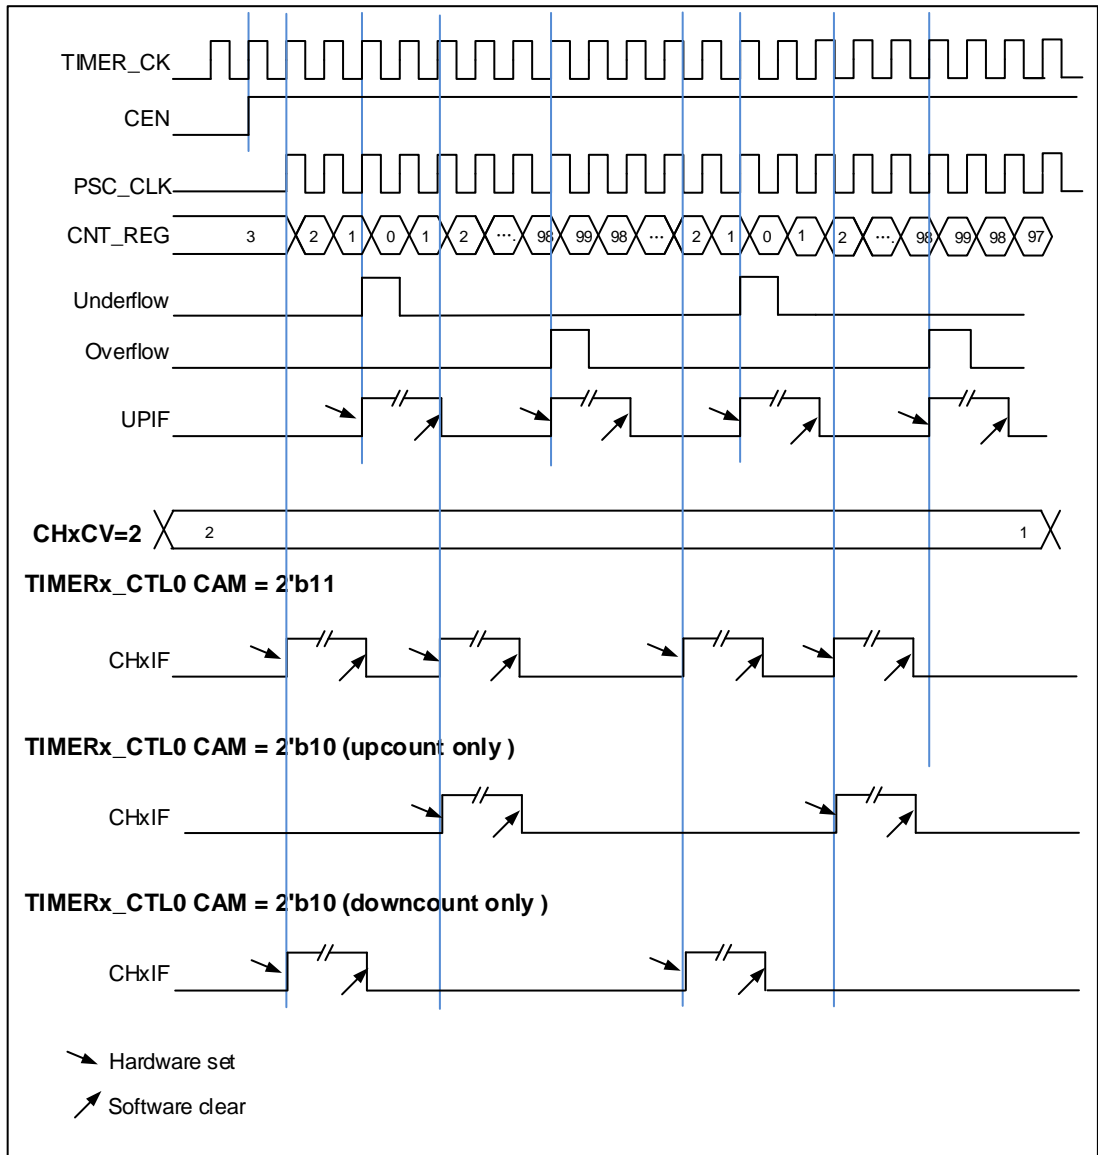 TIMER_CK
CEN
PSC_CLK
CNT_REG 3 2 1 0 1 2 .... 98 99 98 ... 2 1 0 1 2 .... 98 99 98 97
Underflow
Overflow
UPIF
CHxCV=2 2 1
TIMERx_CTL0 CAM = 2'b11
CHxIF
TIMERx_CTL0 CAM = 2'b10 (upcount only )
CHxIF
TIMERx_CTL0 CAM = 2'b10 (downcount only )
CHxIF
Hardware set
Software clear